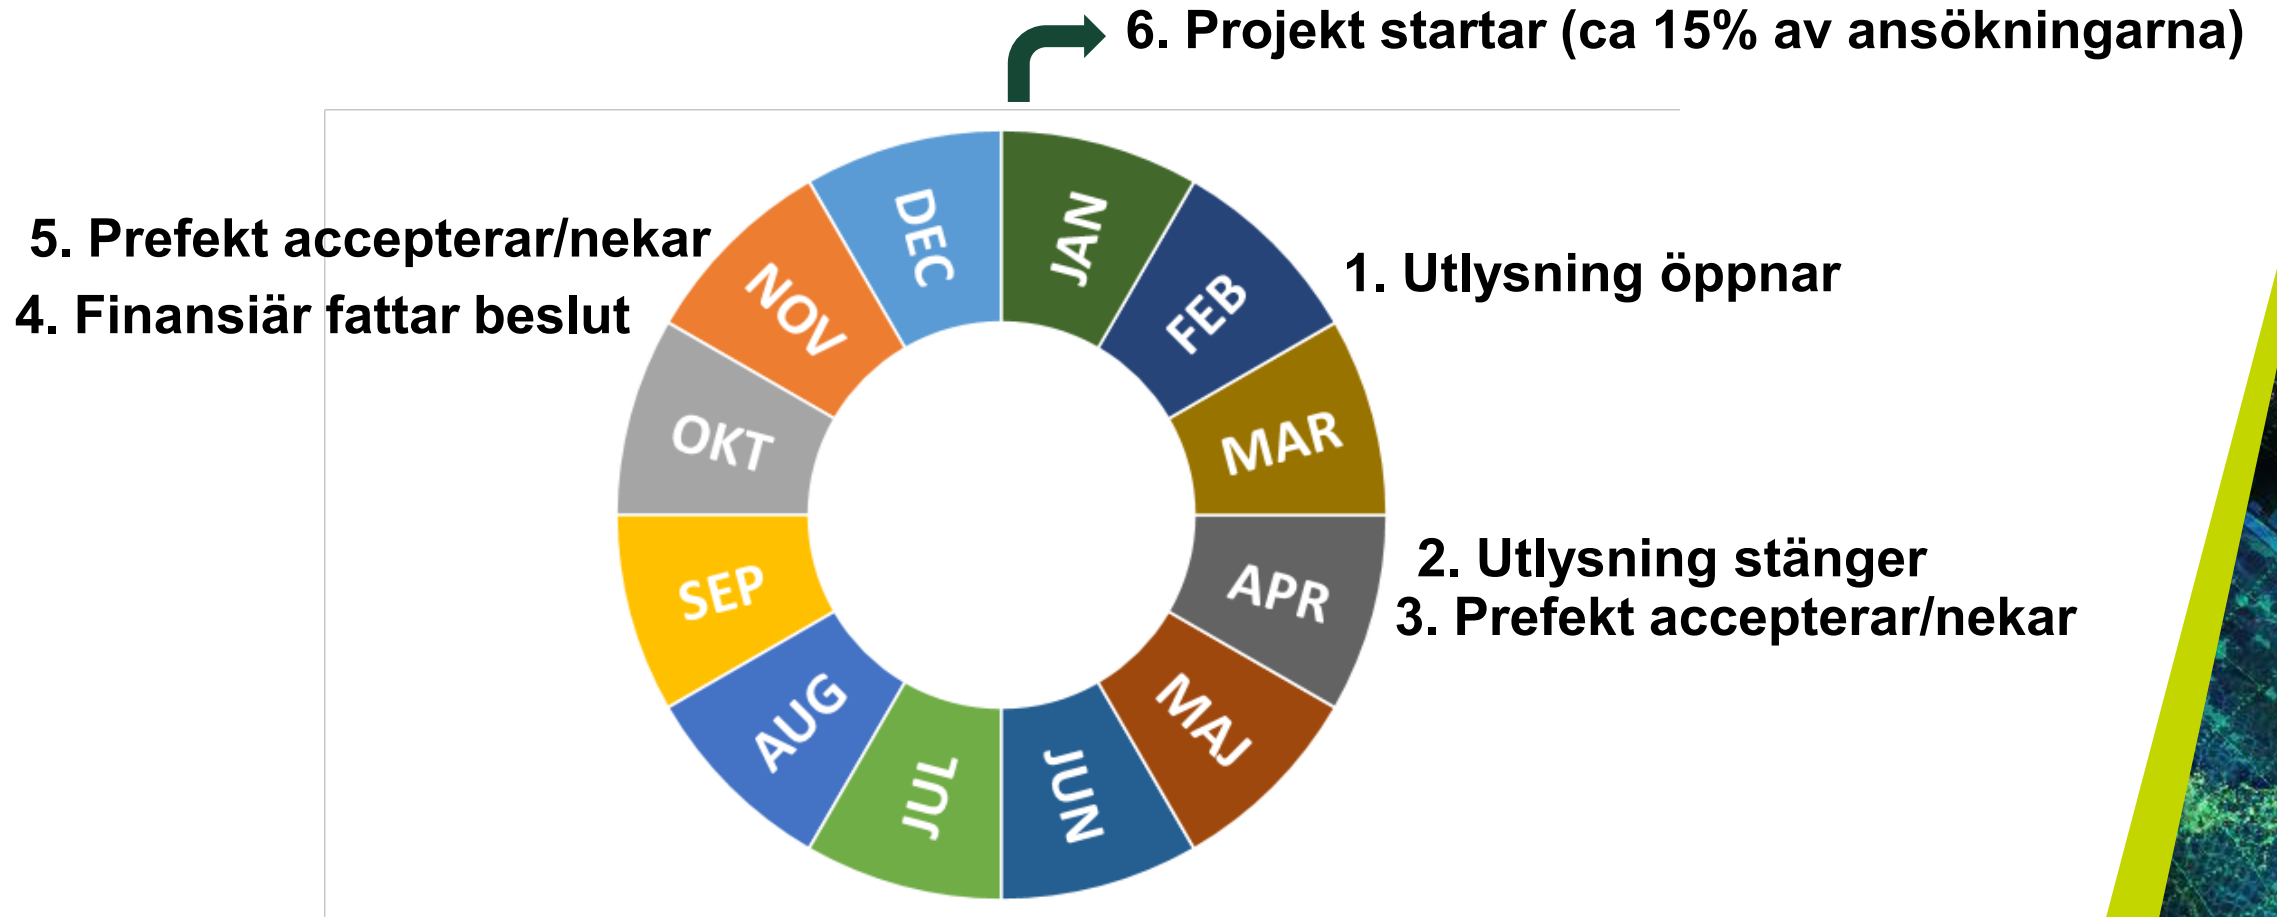 6. Projekt startar (ca 15% av ansökningarna)
5. Prefekt accepterar/nekar
4. Finansiär fattar beslut
1. Utlysning öppnar
2. Utlysning stänger
3. Prefekt accepterar/nekar
JAN
FEB
MAR
APR
MAJ
JUN
JUL
AUG
SEP
OKT
NOV
DEC